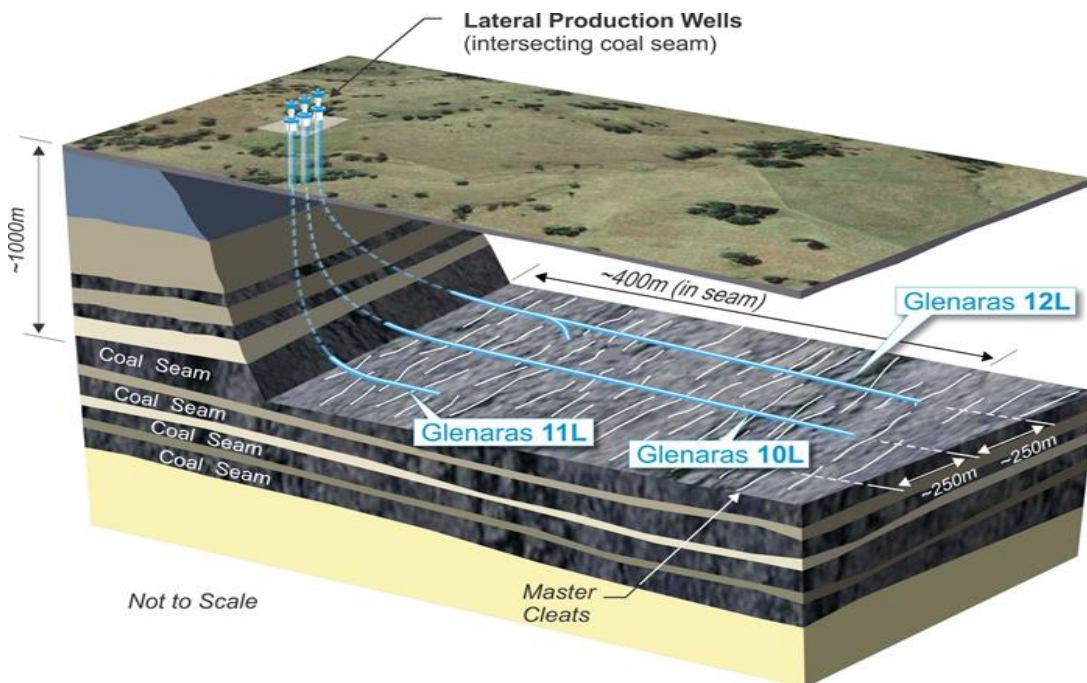 Lateral Production Wells
(intersecting coal seam)
~1000m
~400m (in seam)
Glenaras 12L
Coal Seam
Coal Seam
Coal Seam
Coal Seam
Glenaras 11L
Glenaras 10L
~250m
~250m
Not to Scale
Master
Cleats